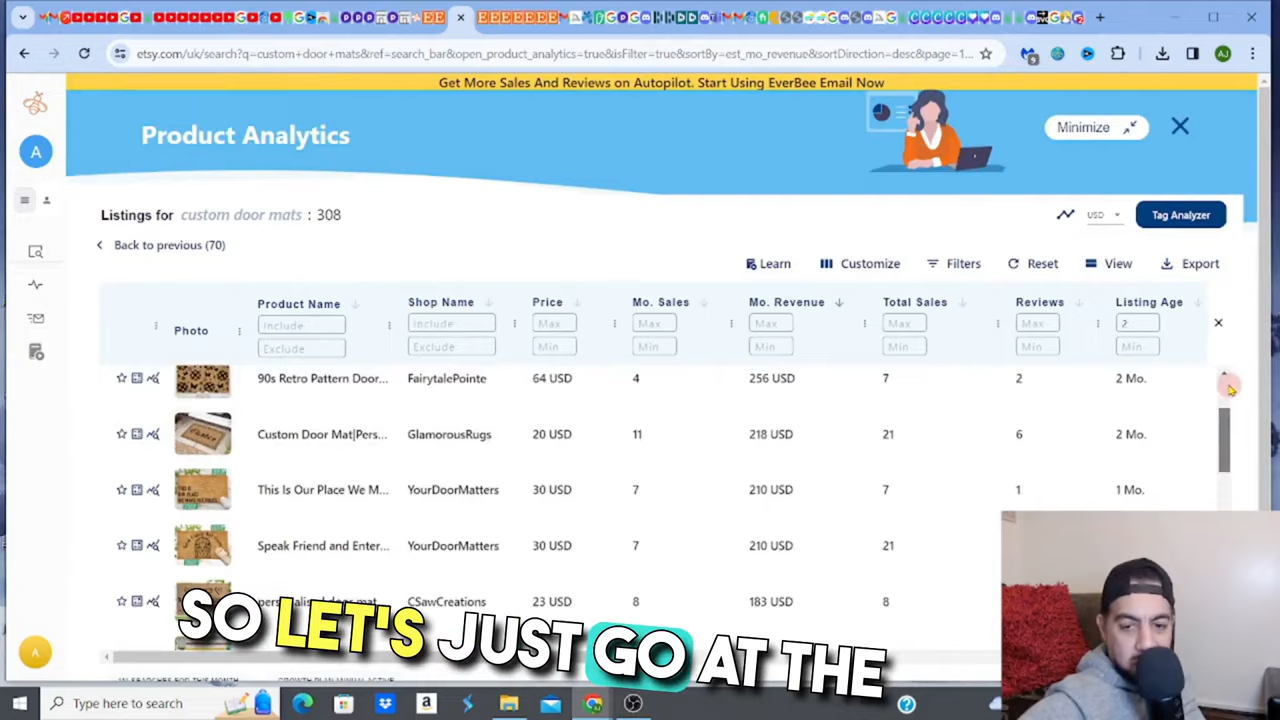 etsy.com/uk/search?q=custom+door+mats&ref=search_bar&open_product_analytics=true&isFilter=true&sortBy=est_mo_revenue&sortDirection=desc&page=1...
9
AJ
Get More Sales And Reviews on Autopilot. Start Using EverBee Email Now
Product Analytics
Minimize
A
Listings for custom door mats : 308
USD
Tag Analyzer
Back to previous (70)
Learn
Customize
Filters
Reset
View
Export
Photo
Product Name
Shop Name
Price
Mo. Sales
Mo. Revenue
Total Sales
Reviews
Listing Age
Include
Include
Max
Max
Max
Max
Max
2
Exclude
Exclude
Min
Min
Min
Min
Min
Min
90s Retro Pattern Door... FairytalePointe 64 USD 4 256 USD 7 2 2 Mo.
Custom Door Mat|Pers... GlamorousRugs 20 USD 11 218 USD 21 6 2 Mo.
This Is Our Place We M... YourDoorMatters 30 USD 7 210 USD 7 1 1 Mo.
Speak Friend and Enter... YourDoorMatters 30 USD 7 210 USD 21
CSawCreations 23 USD 8 183 USD 8
SO LET'S JUST GO AT THE
A
Type here to search